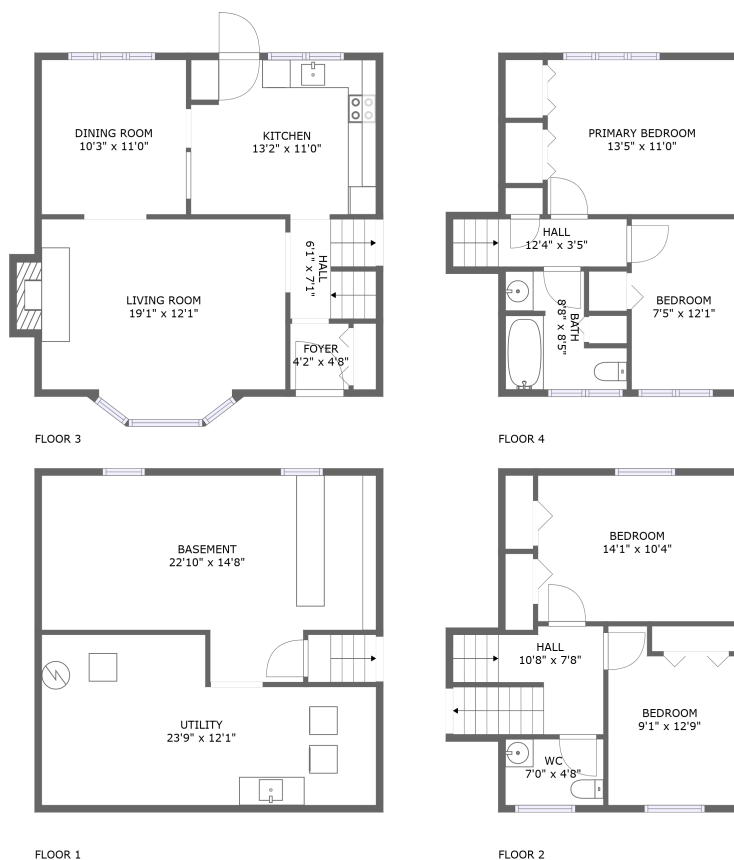 DINING ROOM
10'3" x 11'0"
KITCHEN
13'2" x 11'0"
HALL
6'1" x 7'1"
LIVING ROOM
19'1" x 12'1"
FOYER
4'2" x 4'8"
FLOOR 3
PRIMARY BEDROOM
13'5" x 11'0"
HALL
12'4" x 3'5"
BEDROOM
7'5" x 12'1"
BATH
8'8" x 8'5"
FLOOR 4
BASEMENT
22'10" x 14'8"
UTILITY
23'9" x 12'1"
FLOOR 1
BEDROOM
14'1" x 10'4"
HALL
10'8" x 7'8"
BEDROOM
9'1" x 12'9"
WC
7'0" x 4'8"
FLOOR 2